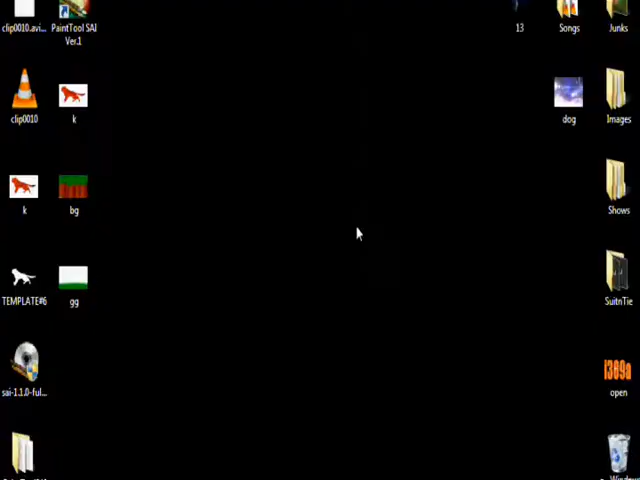 clip0010.avi...
PaintTool SAI
Ver.1
13
Songs
Junks
clip0010
k
dog
Images
k
bg
Shows
TEMPLATE#6
gg
SuitnTie
sai-1.1.0-ful...
open